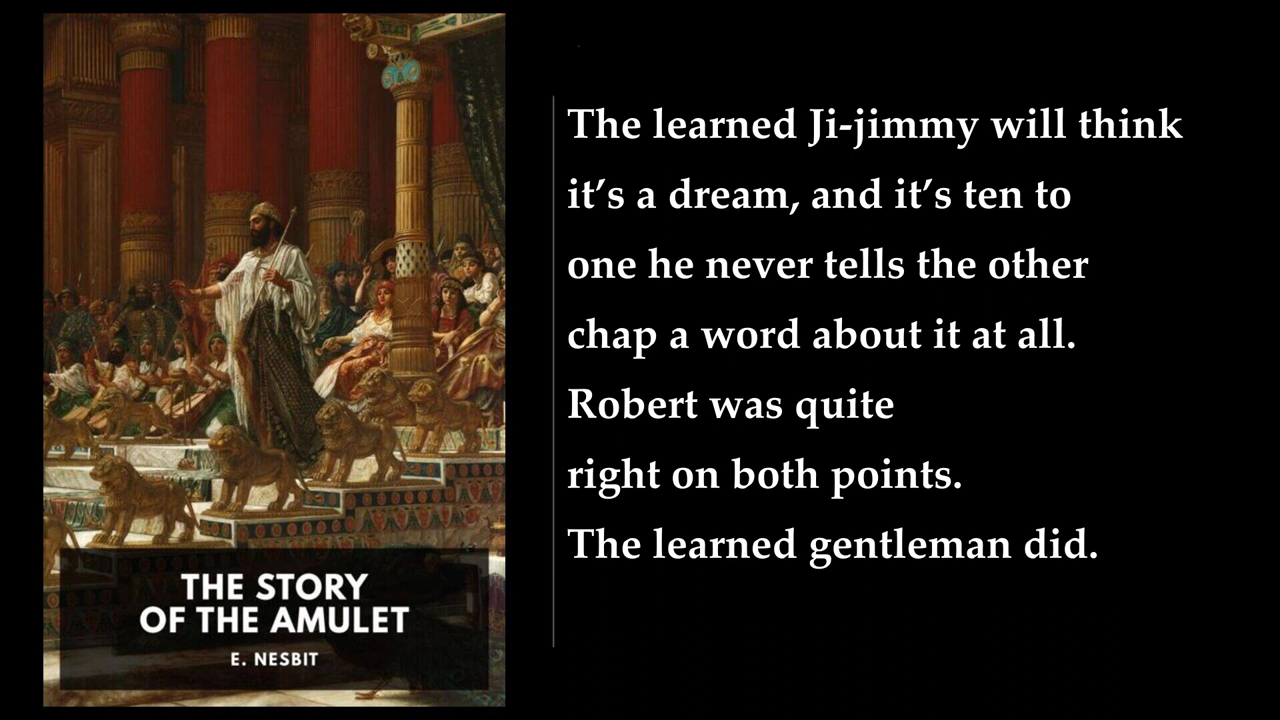 THE STORY
OF THE AMULET
E. NESBIT
The learned Ji-jimmy will think
it’s a dream, and it’s ten to
one he never tells the other
chap a word about it at all.
Robert was quite
right on both points.
The learned gentleman did.